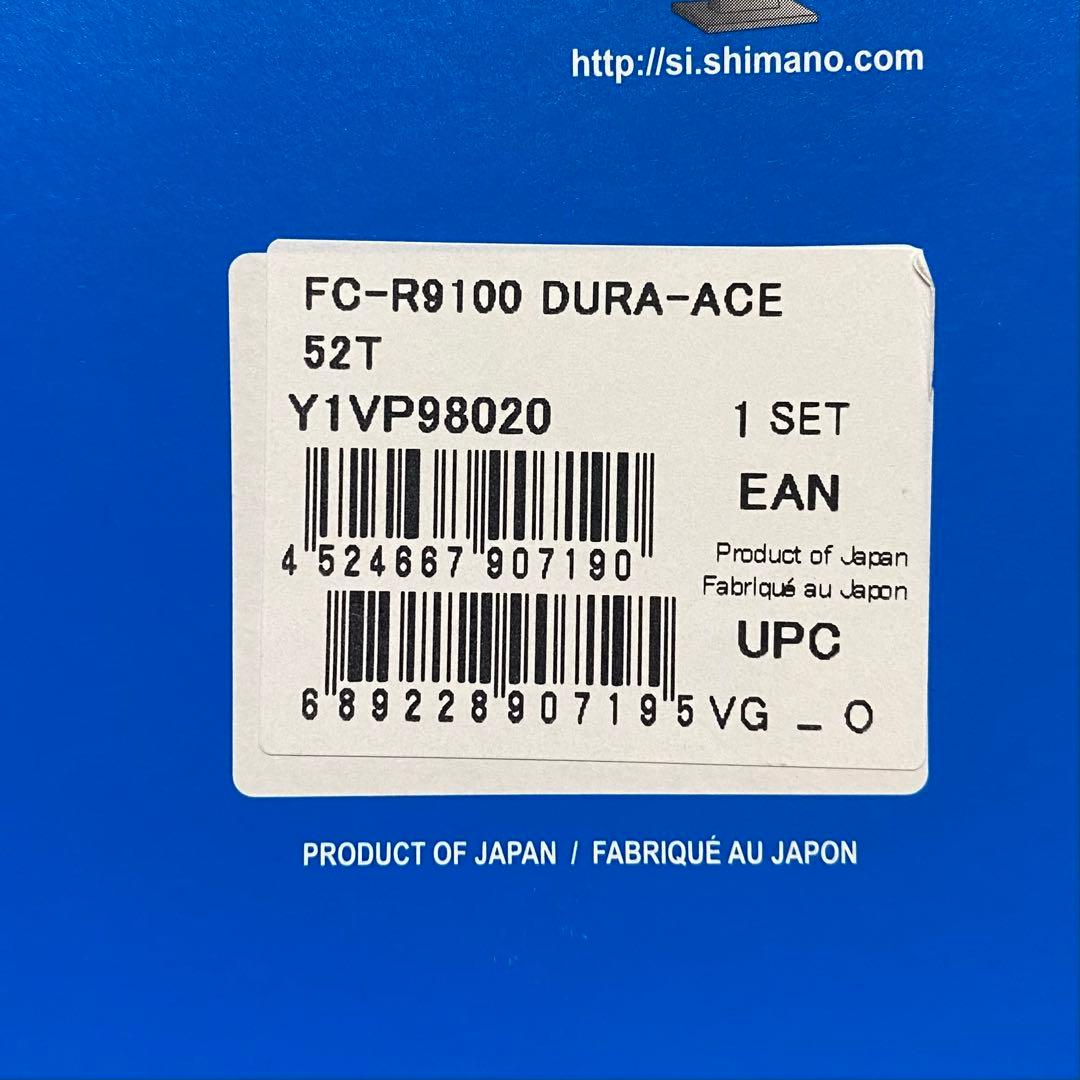 http://si.shimano.com
FC-R9100 DURA-ACE
52T
Y1VP98020
1 SET
EAN
4 524667 907190
Product of Japan
Fabriqué au Japon
UPC
6 89228 90719 5
VG _ O
PRODUCT OF JAPAN / FABRIQUÉ AU JAPON